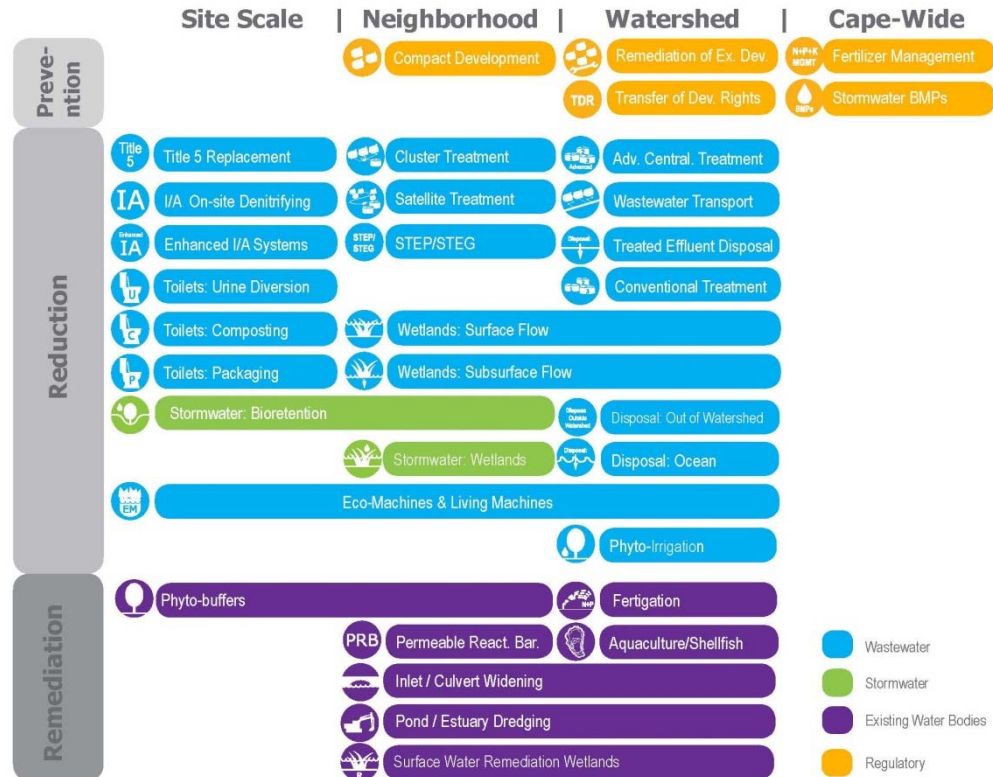 Site Scale | Neighborhood | Watershed | Cape-Wide
Preve-
ntion
Compact Development
Remediation of Ex. Dev.
N+P+K
MGMT
Fertilizer Management
TDR
Transfer of Dev. Rights
BMPs
Stormwater BMPs
Reduction
Title
5
Title 5 Replacement
Cluster Treatment
Advanced
Adv. Central. Treatment
IA
I/A On-site Denitrifying
Satellite Treatment
Wastewater Transport
Enhanced
IA
Enhanced I/A Systems
STEP/
STEG
STEP/STEG
Disposal
Treated Effluent Disposal
U
Toilets: Urine Diversion
Conventional Treatment
C
Toilets: Composting
Wetlands: Surface Flow
P
Toilets: Packaging
Wetlands: Subsurface Flow
Stormwater: Bioretention
Dispose
Outside
Watershed
Disposal: Out of Watershed
Stormwater: Wetlands
Disposal
Disposal: Ocean
EM
Eco-Machines & Living Machines
Phyto-Irrigation
Remediation
Phyto-buffers
N+P
Fertigation
PRB
Permeable React. Bar.
Aquaculture/Shellfish
Inlet / Culvert Widening
Pond / Estuary Dredging
Surface Water Remediation Wetlands
Wastewater
Stormwater
Existing Water Bodies
Regulatory